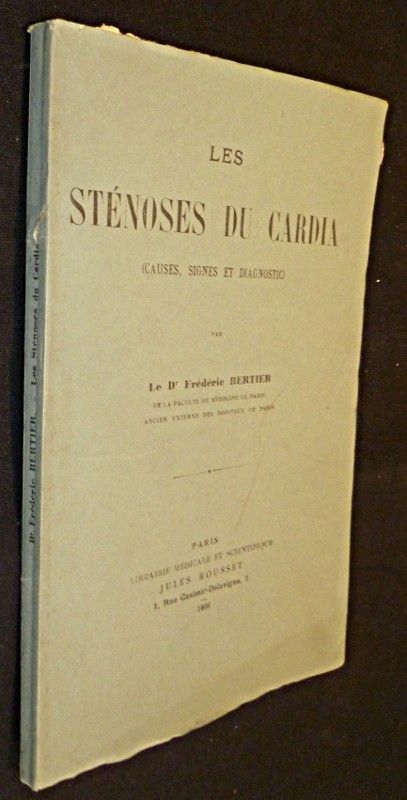 LES
STÉNOSES DU CARDIA
(CAUSES, SIGNES ET DIAGNOSTIC)
PAR
Le Dr Frédéric BERTIER
DE LA FACULTÉ DE MÉDECINE DE PARIS
ANCIEN EXTERNE DES HOPITAUX DE PARIS
PARIS
LIBRAIRIE MÉDICALE ET SCIENTIFIQUE
JULES ROUSSET
1, Rue Casimir-Delavigne, 1
Dr Frédéric BERTIER. - Les Sténoses du Cardia